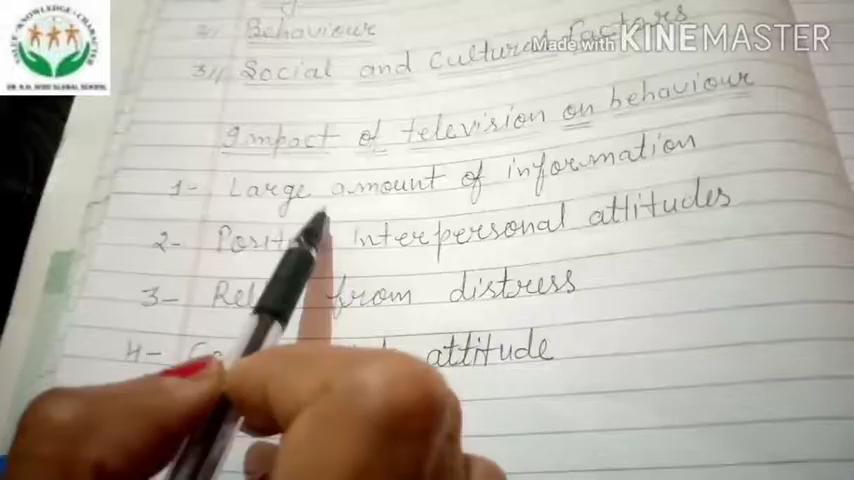 Behaviour
3. Social and Cultural factors
Made with KINEMASTER
Impact of television on behaviour
1- Large amount of information
2- interpersonal attitudes
3- from distress
4- attitude